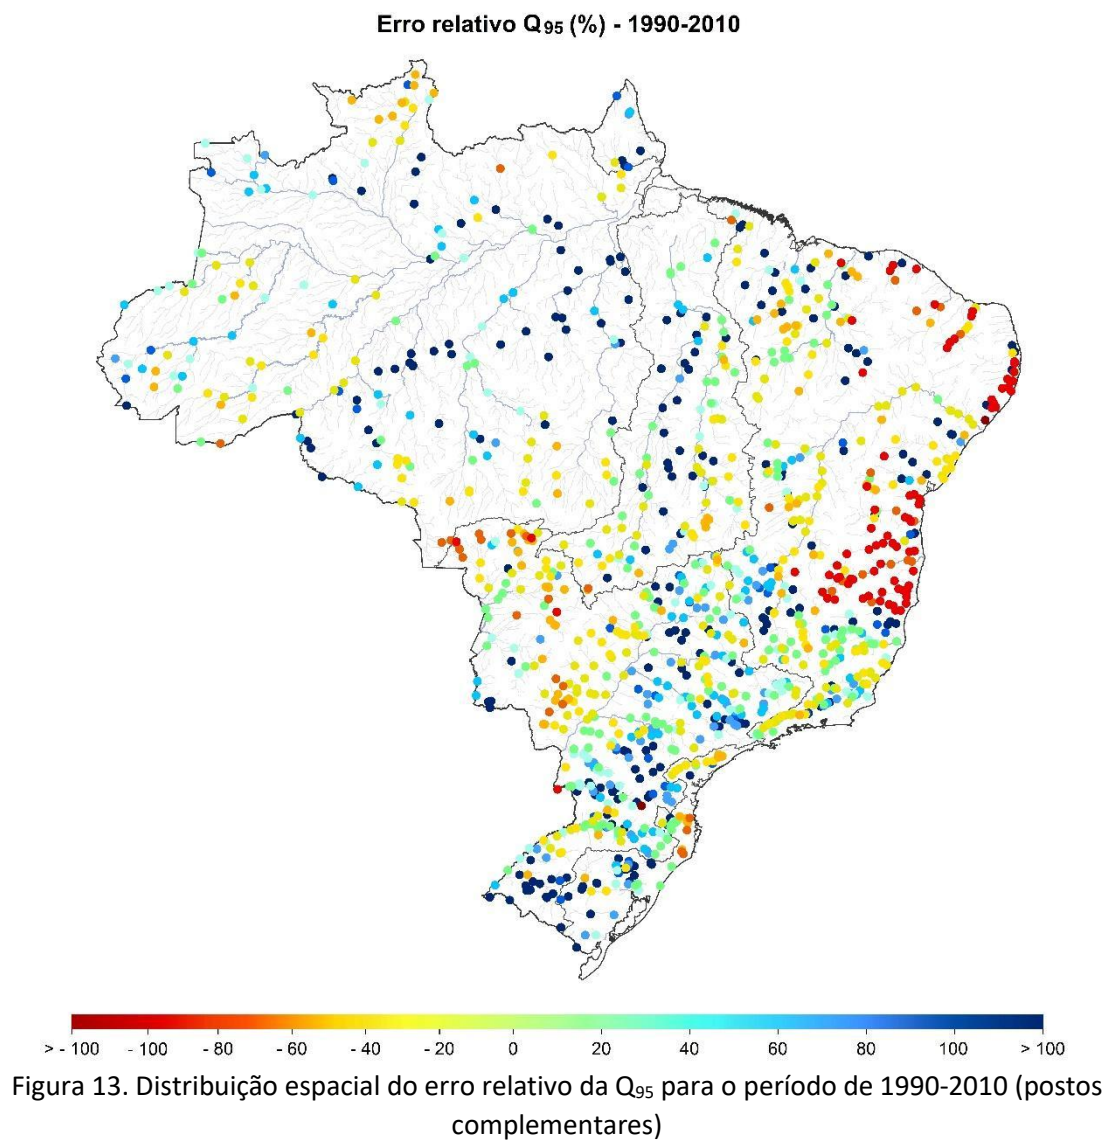 Erro relativo Q95 (%) - 1990-2010
> - 100 - 100 - 80 - 60 - 40 - 20 0 20 40 60 80 100 > 100
Figura 13. Distribuição espacial do erro relativo da Q95 para o período de 1990-2010 (postos
complementares)